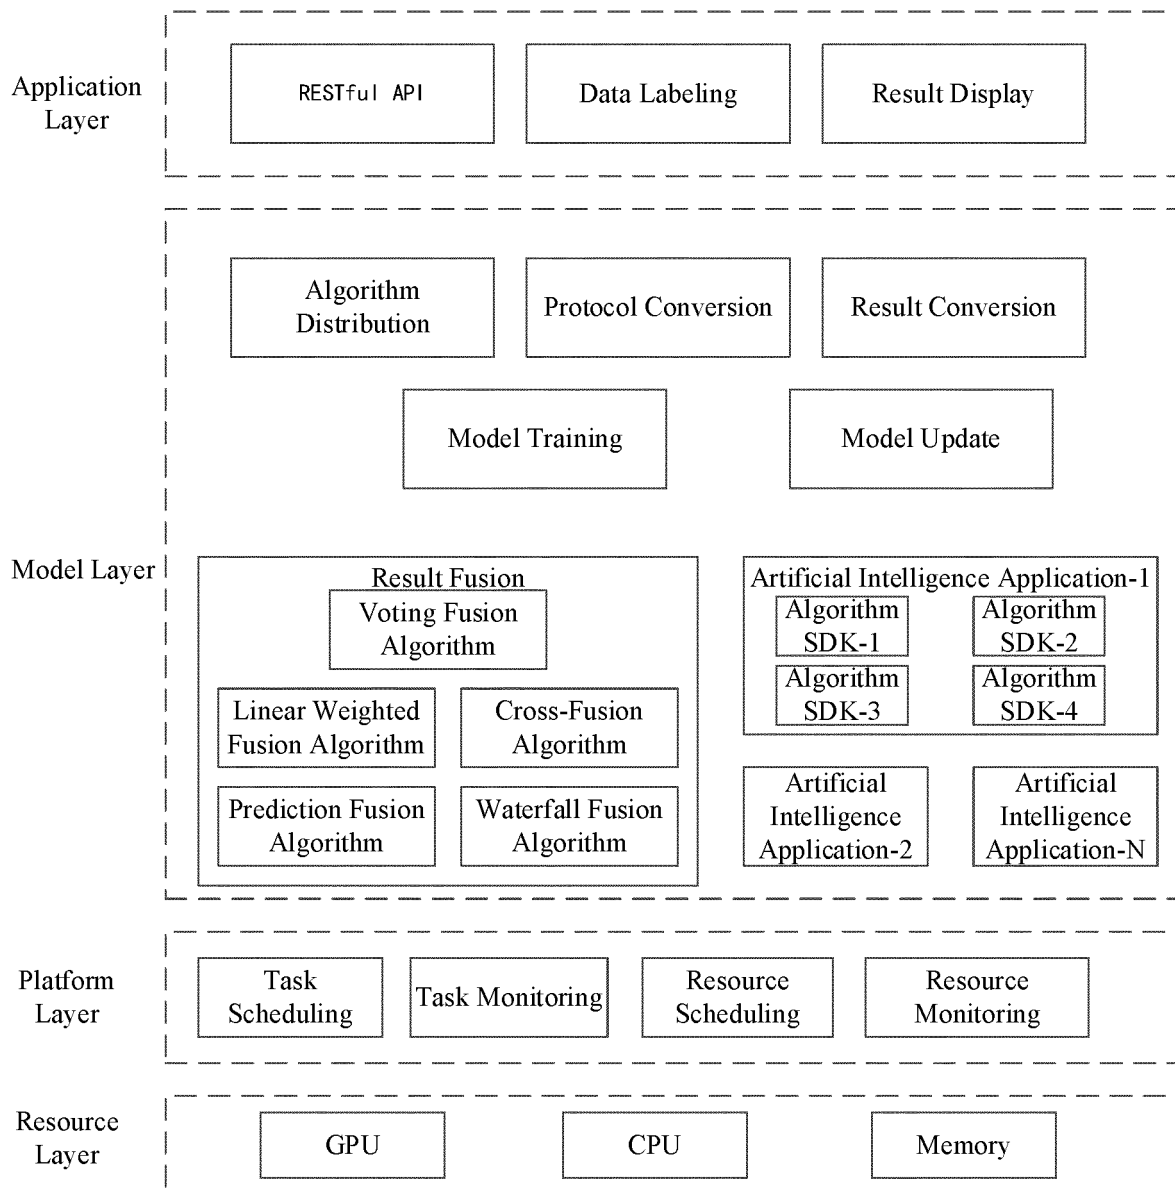 Application
Layer
RESTful API
Data Labeling
Result Display
Model Layer
Algorithm
Distribution
Protocol Conversion
Result Conversion
Model Training
Model Update
Result Fusion
Voting Fusion
Algorithm
Linear Weighted
Fusion Algorithm
Cross-Fusion
Algorithm
Prediction Fusion
Algorithm
Waterfall Fusion
Algorithm
Artificial Intelligence Application-1
Algorithm
SDK-1
Algorithm
SDK-2
Algorithm
SDK-3
Algorithm
SDK-4
Artificial
Intelligence
Application-2
Artificial
Intelligence
Application-N
Platform
Layer
Task
Scheduling
Task Monitoring
Resource
Scheduling
Resource
Monitoring
Resource
Layer
GPU
CPU
Memory